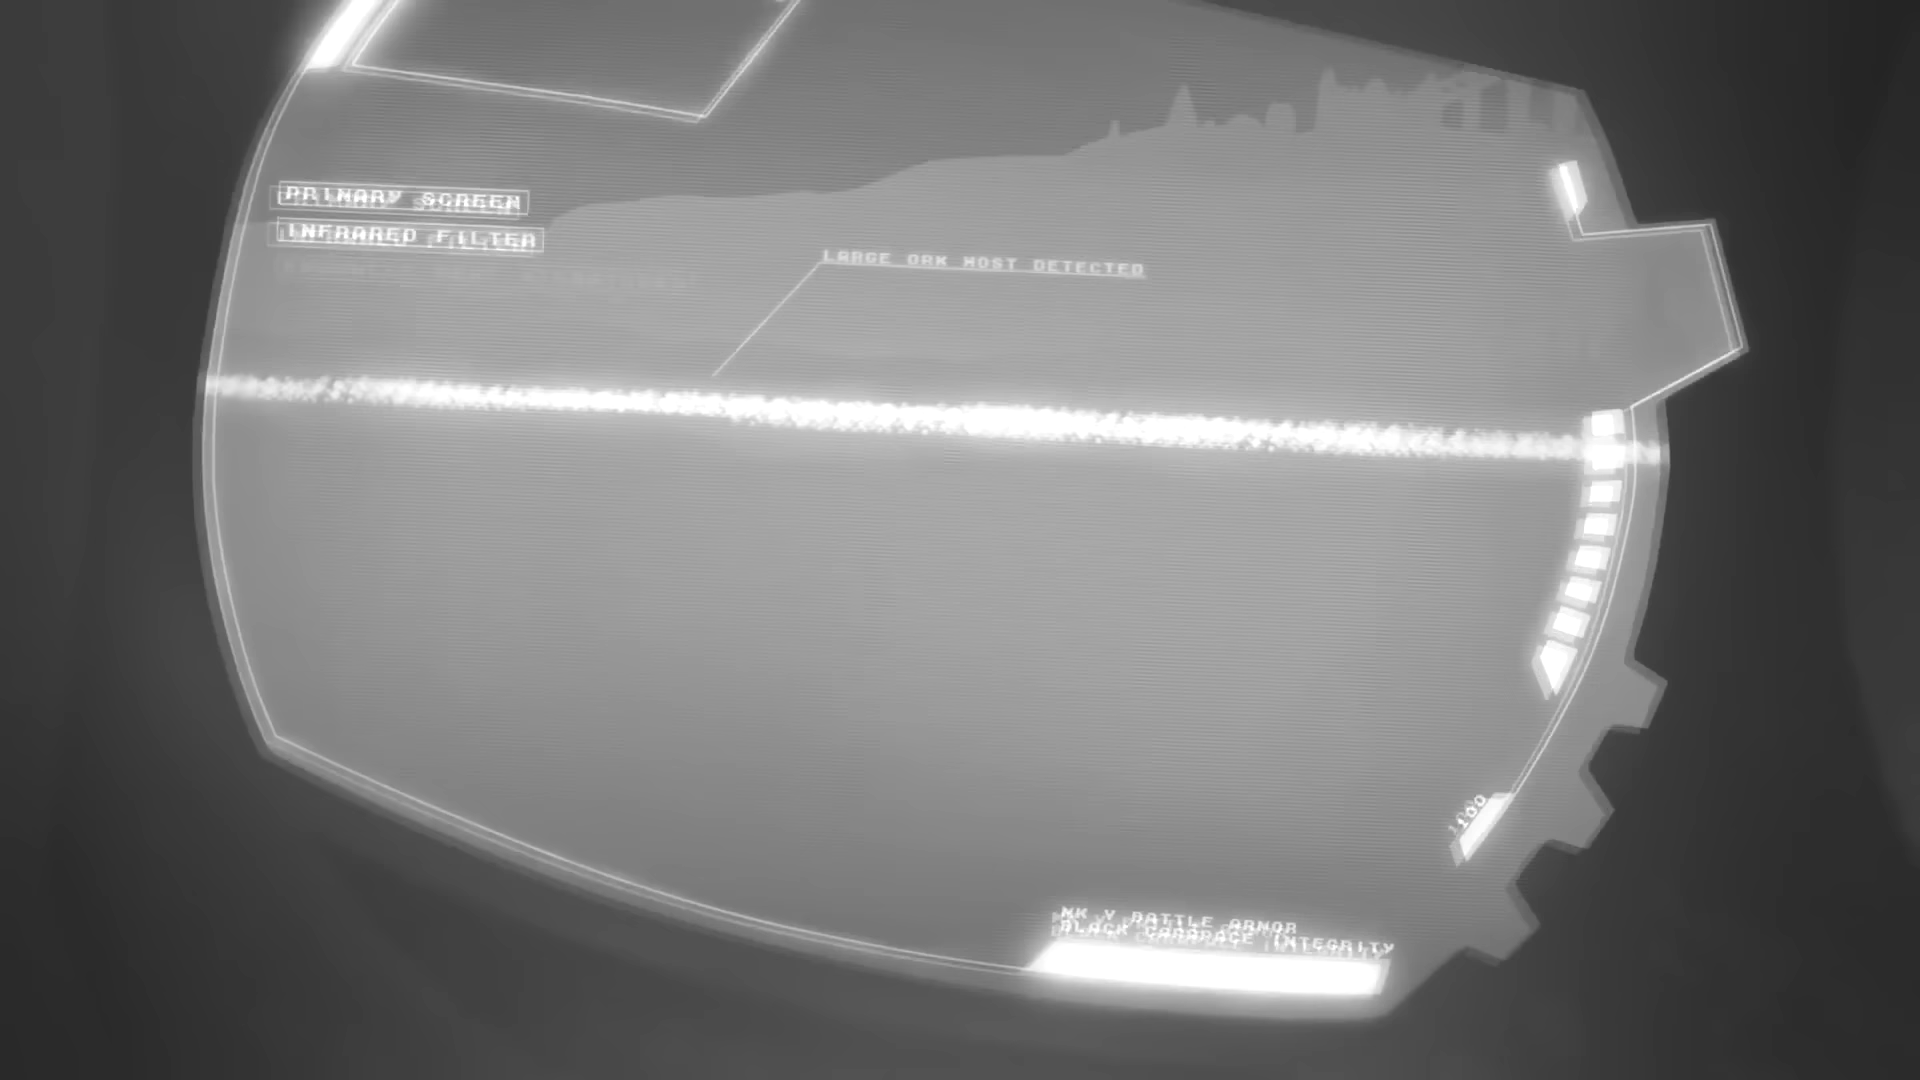 PRIMARY SCREEN
INFRARED FILTER
LARGE ORK HOST DETECTED
100
MK V BATTLE ARMOR
BLACK CARAPACE INTEGRITY